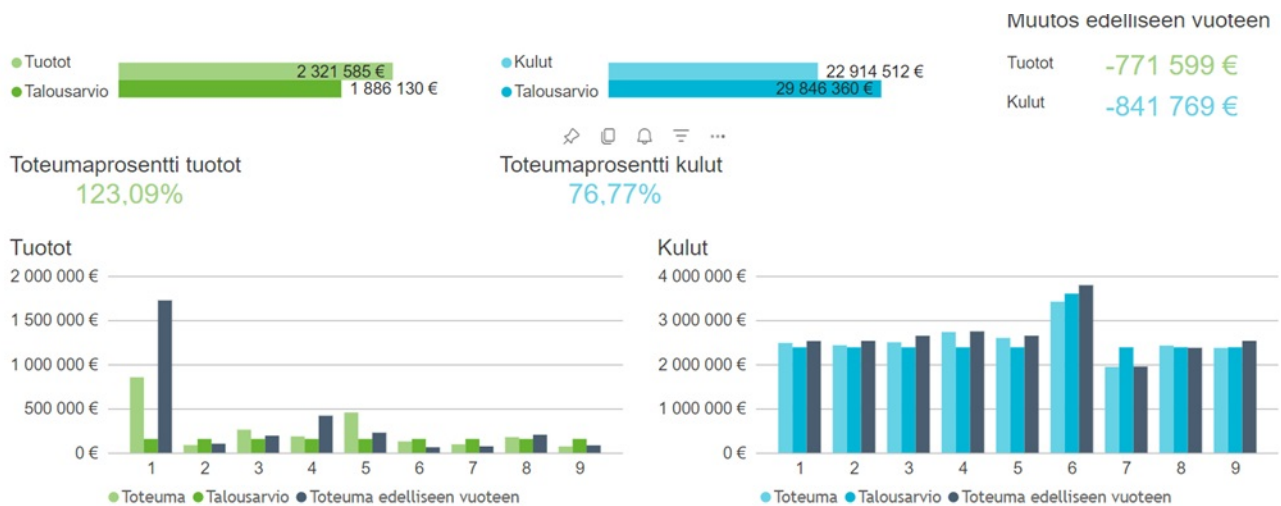 Muutos edelliseen vuoteen
Tuotot
2 321 585 €
Talousarvio
1 886 130 €
Kulut
22 914 512 €
Talousarvio
29 846 360 €
Tuotot
-771 599 €
Kulut
-841 769 €
Toteumaprosentti tuotot
123,09%
Toteumaprosentti kulut
76,77%
Tuotot
2 000 000 €
1 500 000 €
1 000 000 €
500 000 €
0 €
1 2 3 4 5 6 7 8 9
Toteuma Talousarvio Toteuma edelliseen vuoteen
Kulut
4 000 000 €
3 000 000 €
2 000 000 €
1 000 000 €
0 €
1 2 3 4 5 6 7 8 9
Toteuma Talousarvio Toteuma edelliseen vuoteen